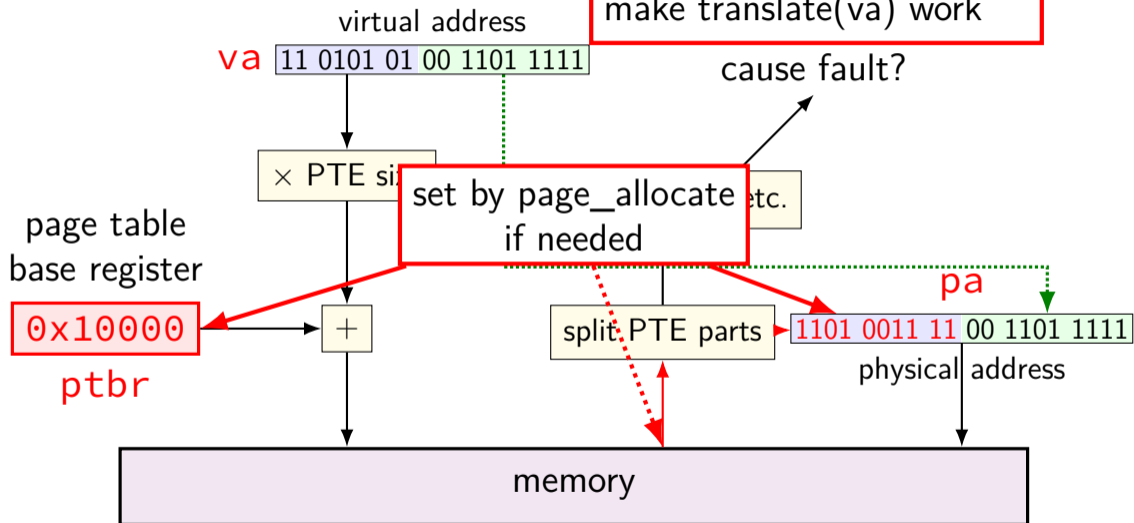 make translate(va) work
virtual address
va
11 0101 01 00 1101 1111
cause fault?
× PTE si
set by page_allocate
if needed
etc.
page table
base register
0x10000
ptbr
+
split PTE parts
pa
1101 0011 11 00 1101 1111
physical address
memory